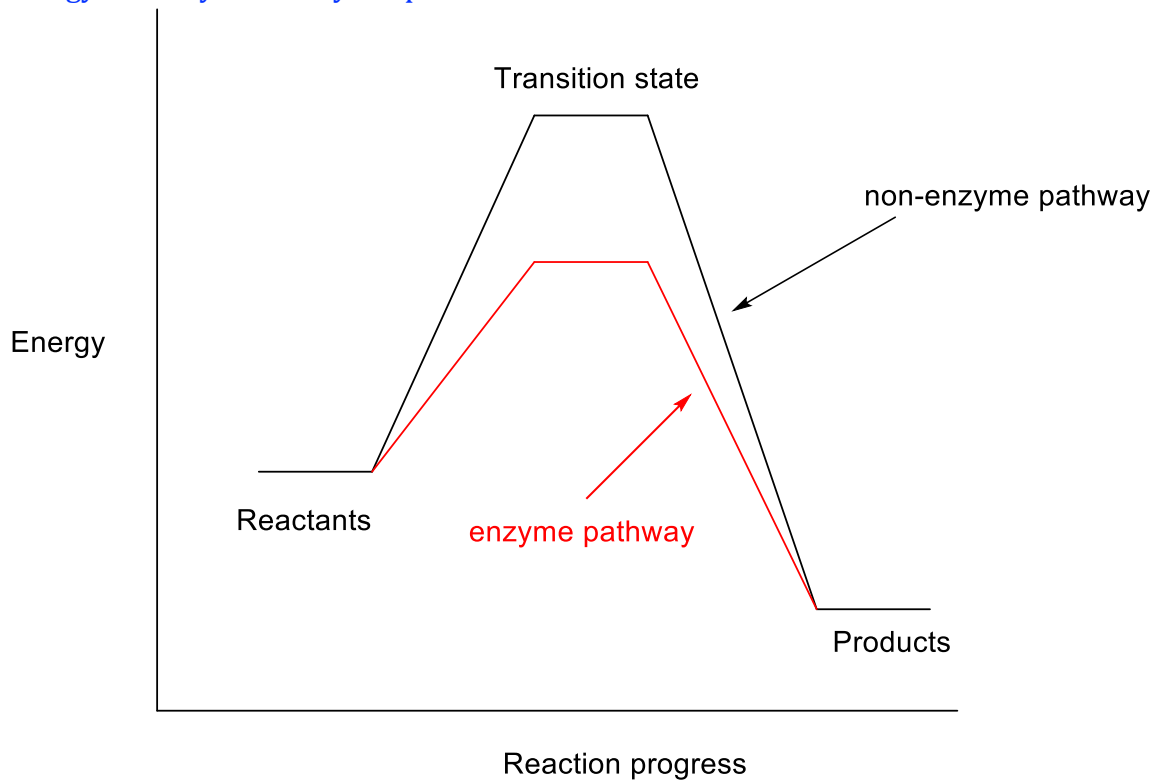 Transition state
non-enzyme pathway
Energy
Reactants
enzyme pathway
Products
Reaction progress